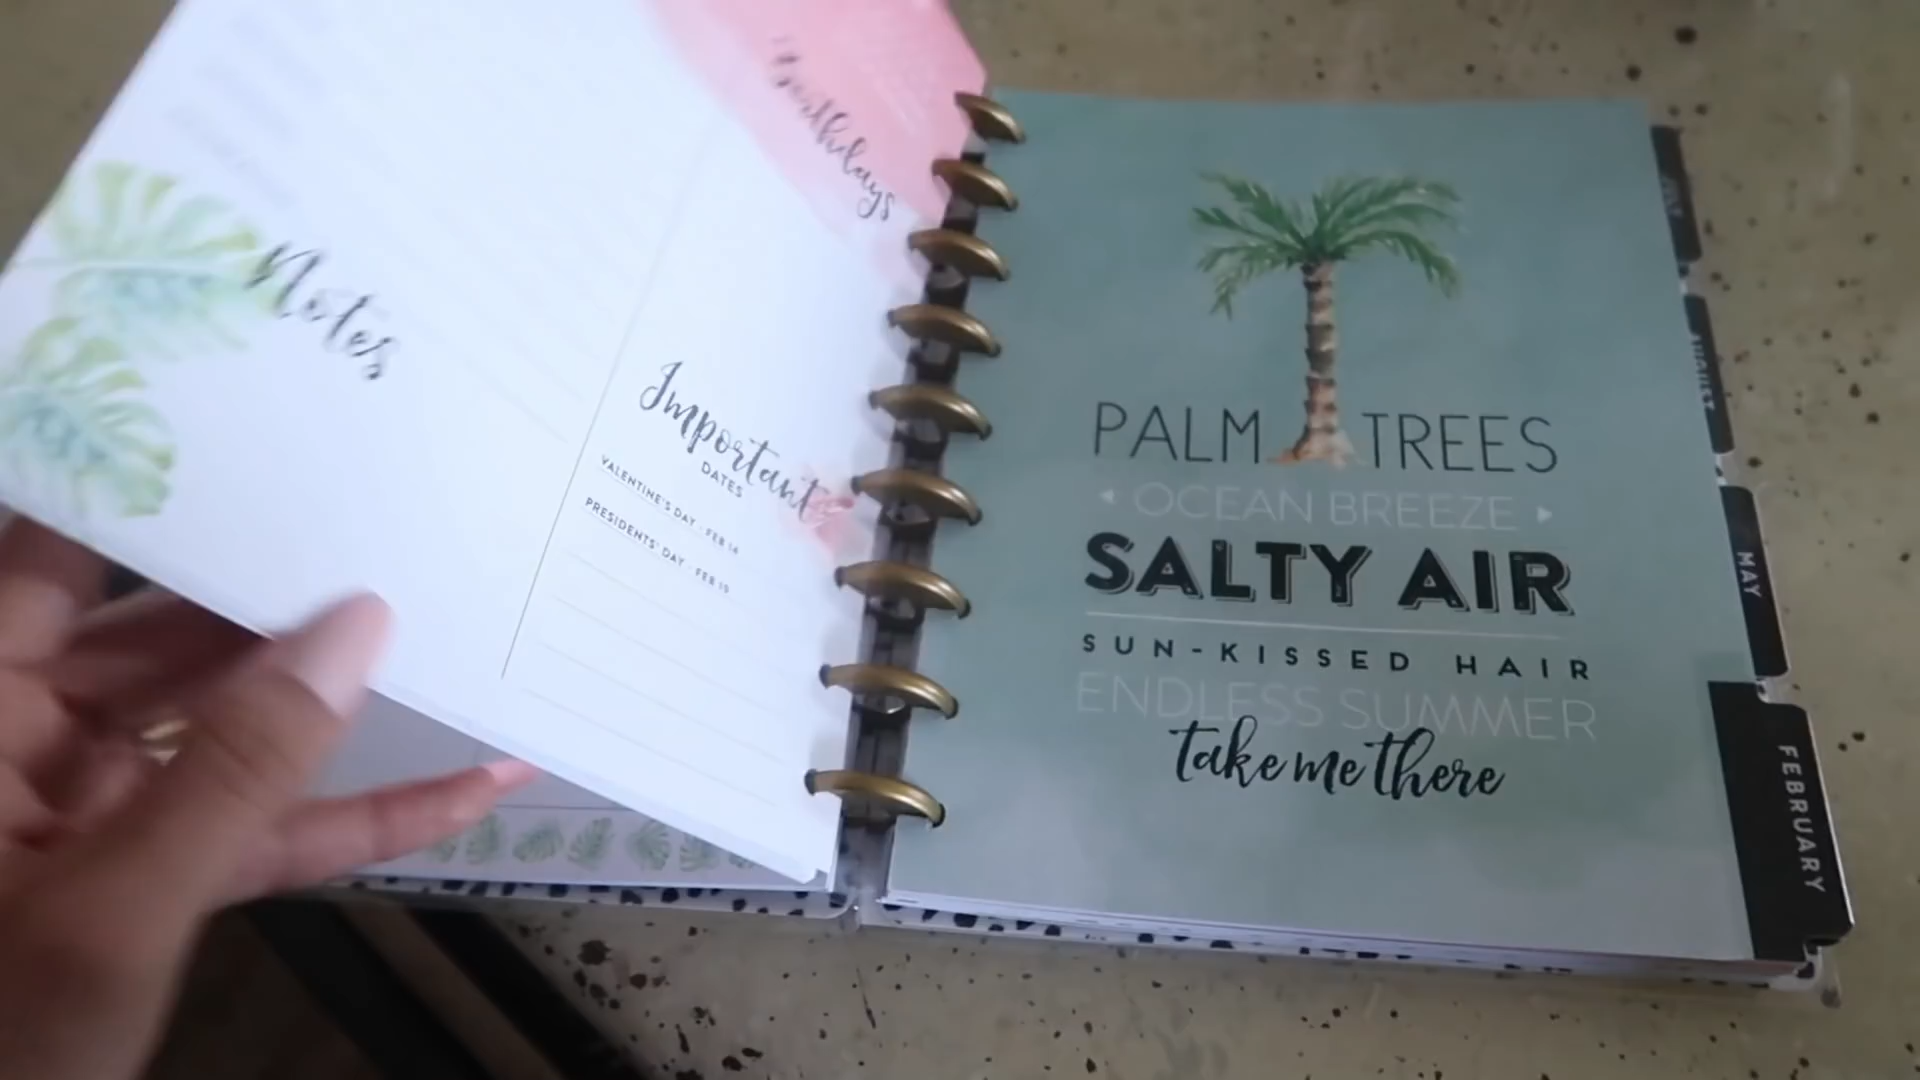 Birthdays
Notes
Important
DATES
VALENTINE'S DAY · FEB 14
PRESIDENTS' DAY · FEB 19
PALM TREES
OCEAN BREEZE
SALTY AIR
SUN-KISSED HAIR
ENDLESS SUMMER
take me there
AUGUST
MAY
FEBRUARY